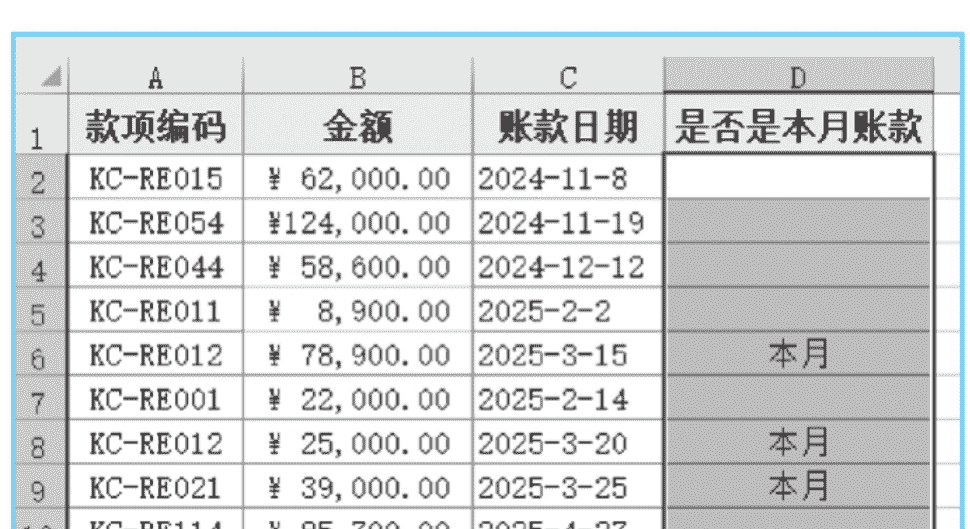 A B C D
1 款项编码 金额 账款日期 是否是本月账款
2 KC-RE015 ¥ 62,000.00 2024-11-8
3 KC-RE054 ¥124,000.00 2024-11-19
4 KC-RE044 ¥ 58,600.00 2024-12-12
5 KC-RE011 ¥ 8,900.00 2025-2-2
6 KC-RE012 ¥ 78,900.00 2025-3-15 本月
7 KC-RE001 ¥ 22,000.00 2025-2-14
8 KC-RE012 ¥ 25,000.00 2025-3-20 本月
9 KC-RE021 ¥ 39,000.00 2025-3-25 本月